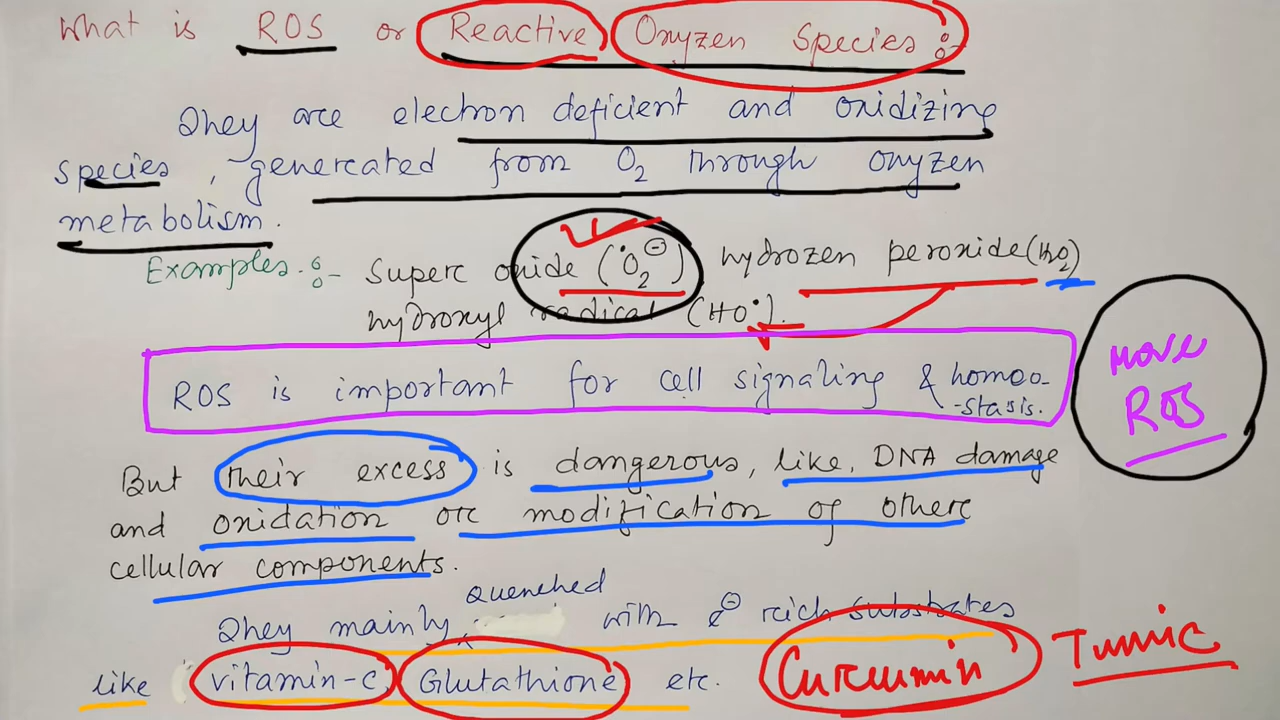 What is ROS or Reactive Oxyzen Species :-
They are electron deficient and oxidizing
species, generated from O₂ through oxyzen
metabolism.
Examples :- Super oxide (•O₂⊖) hydrozen peroxide (H₂O₂)
hydroxyl radical (HO•).
ROS is important for cell signaling & homeo-
-stasis.
More
ROS
But their excess is dangerous, like, DNA damage
and oxidation or modification of other
cellular components.
They mainly quenched with e⊖ rich substrates
like vitamin-c, Glutathione etc. Curcumin Tumric